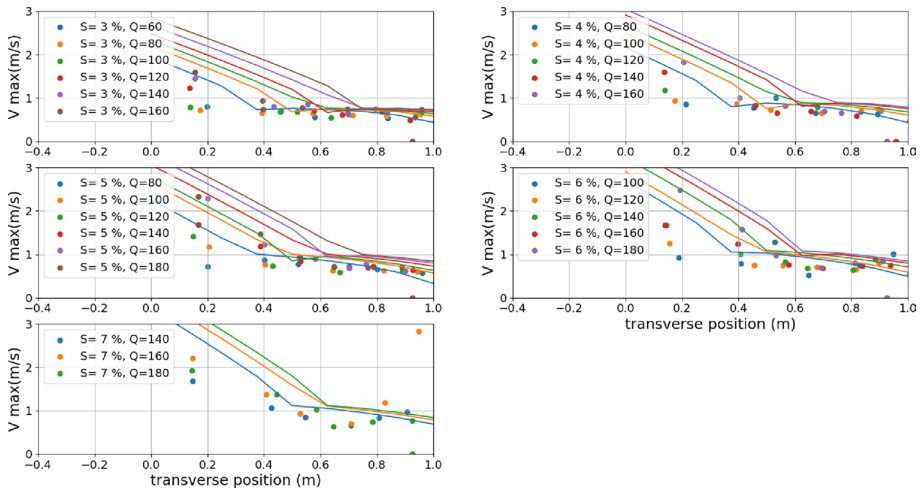 V max(m/s)
3
2
1
0
S= 3 %, Q=60
S= 3 %, Q=80
S= 3 %, Q=100
S= 3 %, Q=120
S= 3 %, Q=140
S= 3 %, Q=160
−0.4 −0.2 0.0 0.2 0.4 0.6 0.8 1.0
V max(m/s)
3
2
1
0
S= 4 %, Q=80
S= 4 %, Q=100
S= 4 %, Q=120
S= 4 %, Q=140
S= 4 %, Q=160
−0.4 −0.2 0.0 0.2 0.4 0.6 0.8 1.0
V max(m/s)
3
2
1
0
S= 5 %, Q=80
S= 5 %, Q=100
S= 5 %, Q=120
S= 5 %, Q=140
S= 5 %, Q=160
S= 5 %, Q=180
−0.4 −0.2 0.0 0.2 0.4 0.6 0.8 1.0
3
2
1
0
S= 6 %, Q=100
S= 6 %, Q=120
S= 6 %, Q=140
S= 6 %, Q=160
S= 6 %, Q=180
−0.4 −0.2 0.0 0.2 0.4 0.6 0.8 1.0
transverse position (m)
V max(m/s)
3
2
1
0
S= 7 %, Q=140
S= 7 %, Q=160
S= 7 %, Q=180
−0.4 −0.2 0.0 0.2 0.4 0.6 0.8 1.0
transverse position (m)